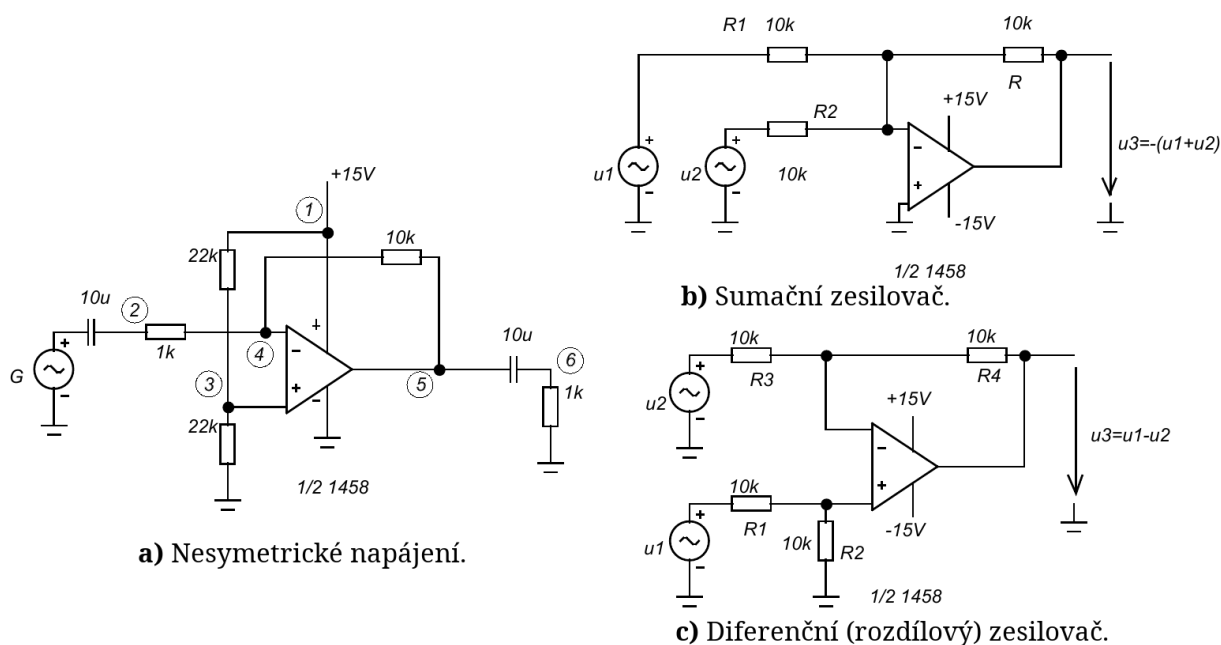 +15V
1
10k
22k
10u
2
10u
+
+
1k
4
−
6
G
−
3
+
−
5
1k
22k
1/2 1458
a) Nesymetrické napájení.
R1 10k
10k
R
+15V
+
+
R2
−
u1
u2
10k
u3=-(u1+u2)
−
−
+
-15V
1/2 1458
b) Sumační zesilovač.
10k
10k
+
R3
R4
u2
+15V
−
−
u3=u1-u2
10k
+
+
R1
10k
-15V
u1
R2
−
1/2 1458
c) Diferenční (rozdílový) zesilovač.